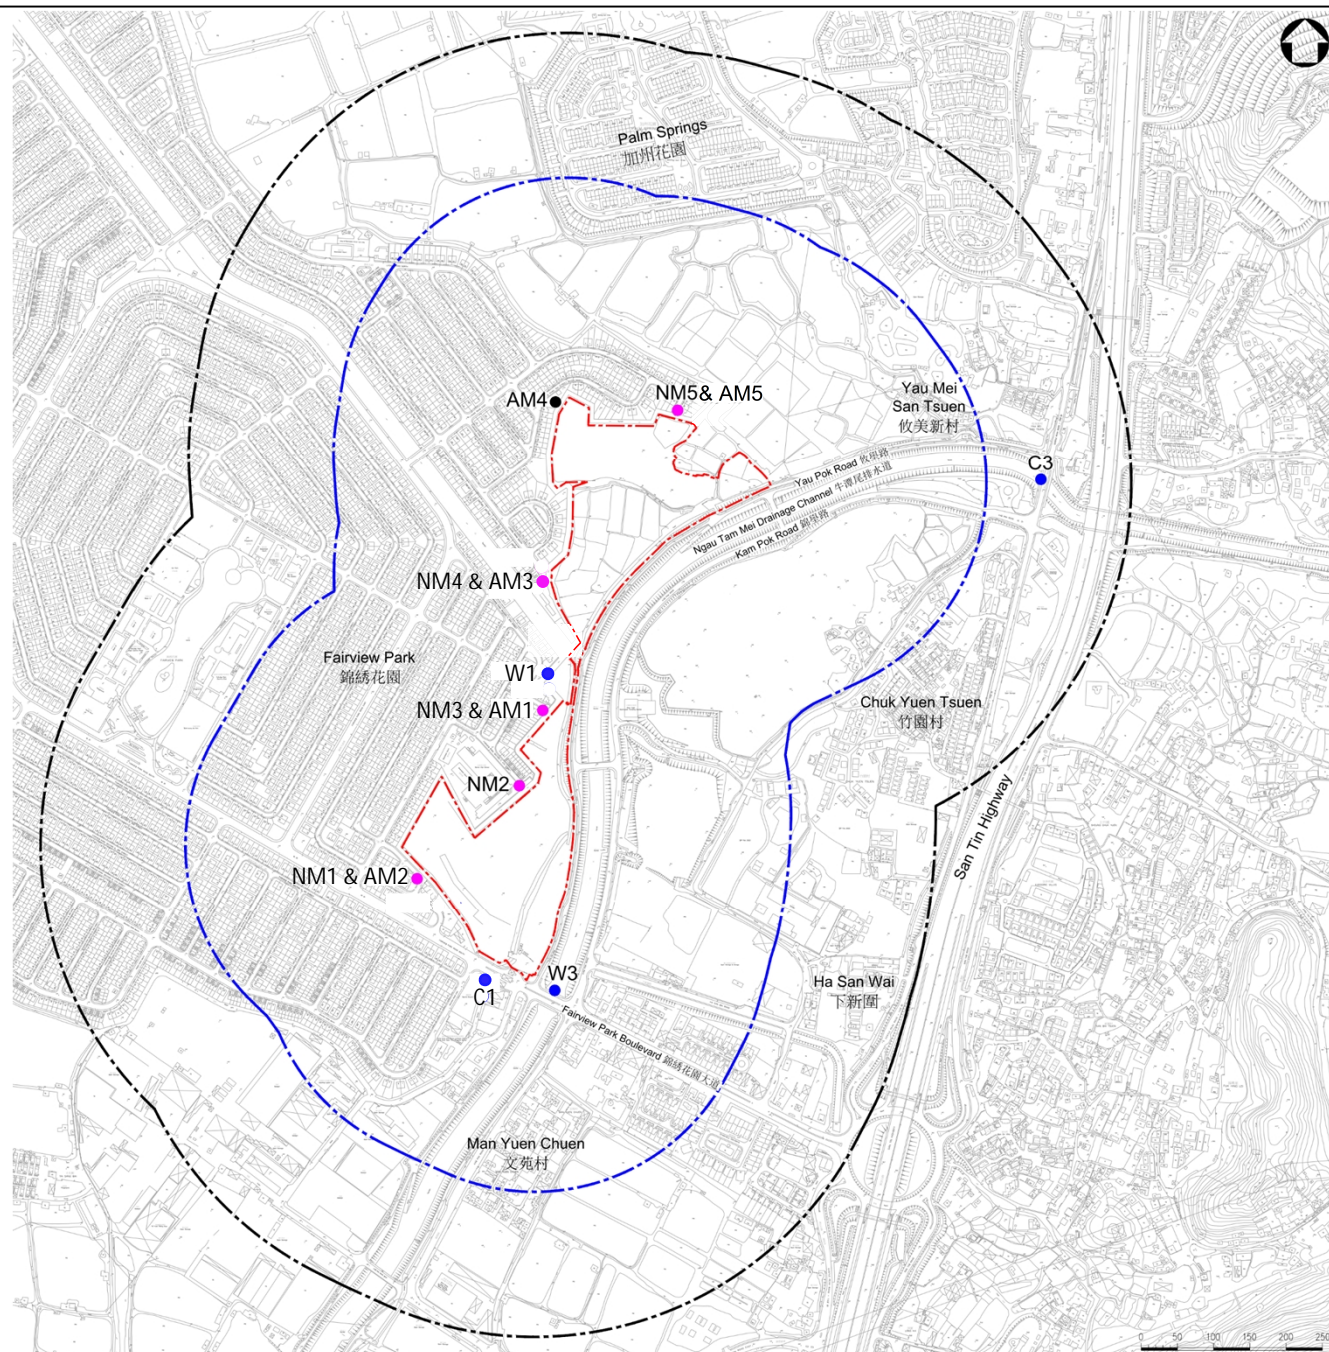 Palm Springs
加州花園
AM4
NM5& AM5
Yau Mei
San Tsuen
攸美新村
C3
Yau Pok Road 攸壆路
Ngau Tam Mei Drainage Channel 牛潭尾排水道
Kam Pok Road 錦壆路
NM4 & AM3
Fairview Park
錦綉花園
W1
NM3 & AM1
Chuk Yuen Tsuen
竹園村
NM2
San Tin Highway
NM1 & AM2
C1
W3
Ha San Wai
下新圍
Fairview Park Boulevard 錦綉花園大道
Man Yuen Chuen
文苑村
0 50 100 150 200 250